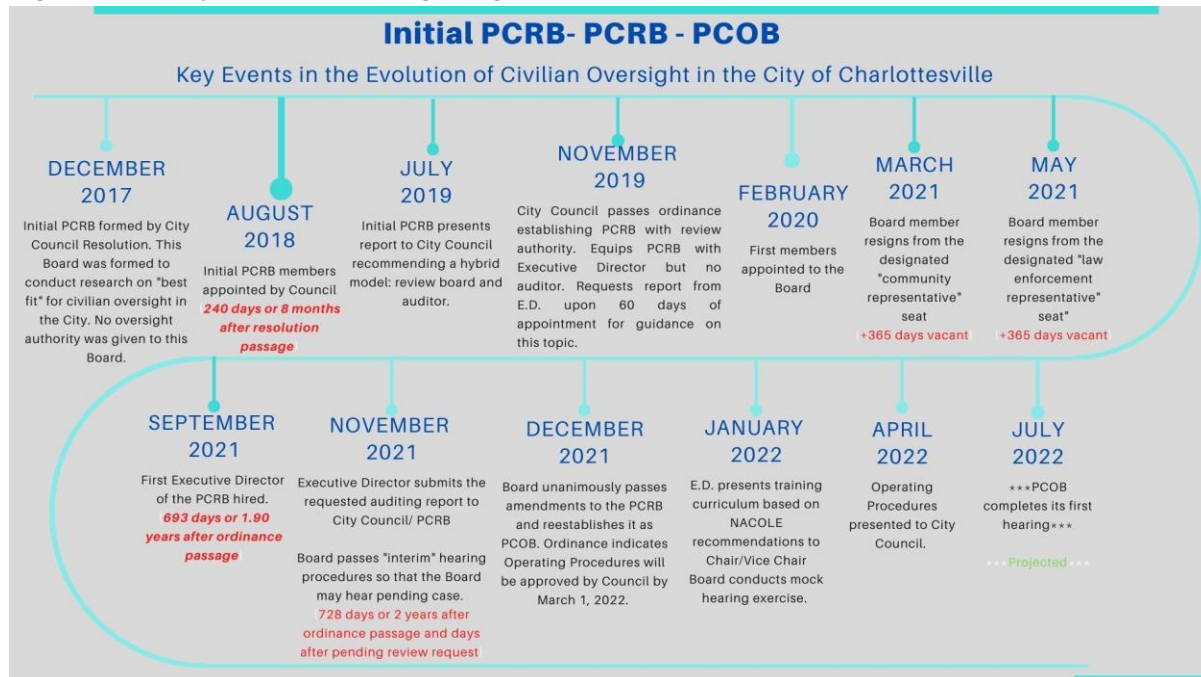 Initial PCRB- PCRB - PCOB
Key Events in the Evolution of Civilian Oversight in the City of Charlottesville
DECEMBER
2017
Initial PCRB formed by City
Council Resolution. This
Board was formed to
conduct research on "best
fit" for civilian oversight in
the City. No oversight
authority was given to this
Board.
AUGUST
2018
Initial PCRB members
appointed by Council
(240 days or 8 months
after resolution
passage)
JULY
2019
Initial PCRB presents
report to City Council
recommending a hybrid
model: review board and
auditor.
NOVEMBER
2019
City Council passes ordinance
establishing PCRB with review
authority. Equips PCRB with
Executive Director but no
auditor. Requests report from
E.D. upon 60 days of
appointment for guidance on
this topic.
FEBRUARY
2020
First members
appointed to the
Board
MARCH
2021
Board member
resigns from the
designated
"community
representative"
seat
(+365 days vacant)
MAY
2021
Board member
resigns from the
designated "law
enforcement
representative"
seat"
(+365 days vacant)
SEPTEMBER
2021
First Executive Director
of the PCRB hired.
(693 days or 1.90
years after ordinance
passage)
NOVEMBER
2021
Executive Director submits the
requested auditing report to
City Council/ PCRB
Board passes "interim" hearing
procedures so that the Board
may hear pending case.
(728 days or 2 years after
ordinance passage and days
after pending review request)
DECEMBER
2021
Board unanimously passes
amendments to the PCRB
and reestablishes it as
PCOB. Ordinance indicates
Operating Procedures will
be approved by Council by
March 1, 2022.
JANUARY
2022
E.D. presents training
curriculum based on
NACOLE
recommendations to
Chair/Vice Chair
Board conducts mock
hearing exercise.
APRIL
2022
Operating
Procedures
presented to City
Council.
JULY
2022
***PCOB
completes its first
hearing***
***Projected***